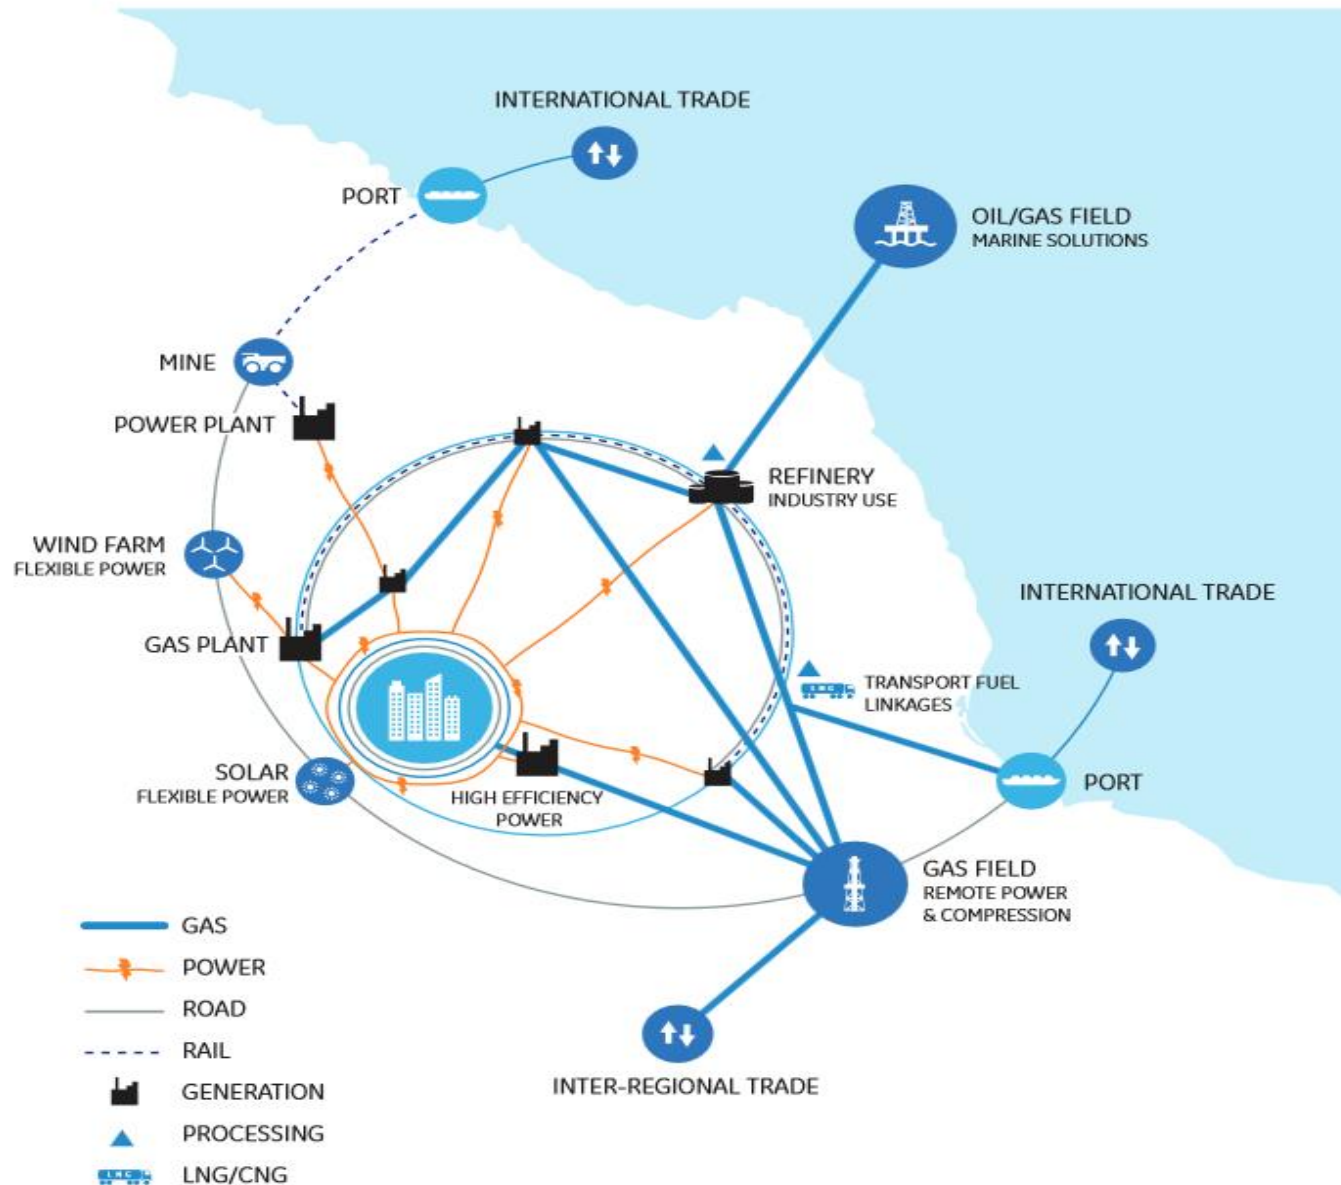 INTERNATIONAL TRADE
PORT
OIL/GAS FIELD
MARINE SOLUTIONS
MINE
POWER PLANT
REFINERY
INDUSTRY USE
WIND FARM
FLEXIBLE POWER
INTERNATIONAL TRADE
GAS PLANT
LNG
TRANSPORT FUEL
LINKAGES
SOLAR
FLEXIBLE POWER
PORT
HIGH EFFICIENCY
POWER
GAS FIELD
REMOTE POWER
& COMPRESSION
GAS
POWER
ROAD
RAIL
INTER-REGIONAL TRADE
GENERATION
PROCESSING
LNG
LNG/CNG